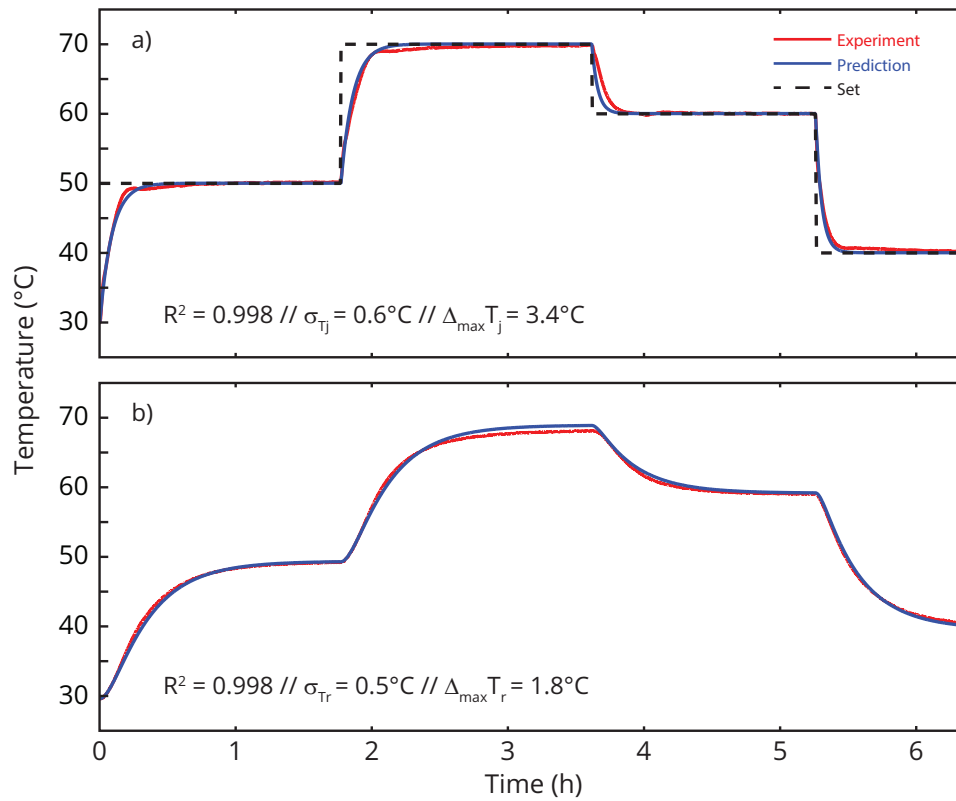 a)
Experiment
Prediction
Set
70
60
50
40
30
R² = 0.998 // σTj = 0.6°C // ΔmaxTj = 3.4°C
Temperature (°C)
b)
70
60
50
40
30
R² = 0.998 // σTr = 0.5°C // ΔmaxTr = 1.8°C
0 1 2 3 4 5 6
Time (h)